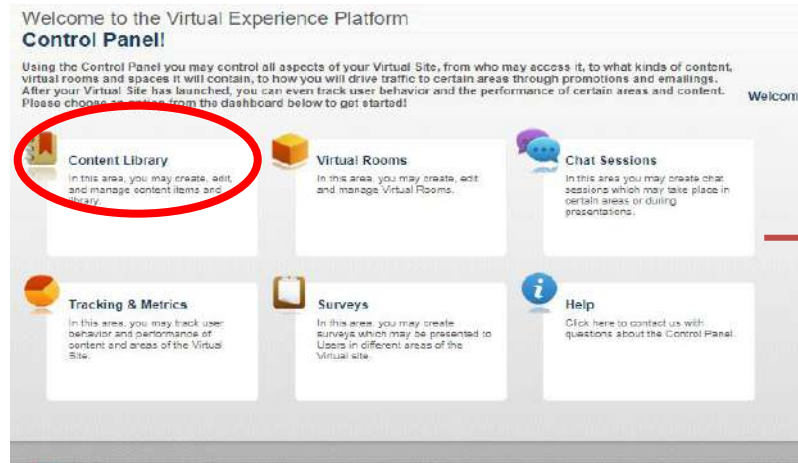 Welcome to the Virtual Experience Platform
Control Panel!
Using the Control Panel you may control all aspects of your Virtual Site, from who may access it, to what kinds of content,
virtual rooms and spaces it will contain, to how you will drive traffic to certain areas through promotions and emailings.
After your Virtual Site has launched, you can even track user behavior and the performance of certain areas and content.
Please choose an option from the dashboard below to get started!
Welcom
Content Library
In this area, you may create, edit,
and manage content items and
library.
Virtual Rooms
In this area, you may create, edit
and manage Virtual Rooms.
Chat Sessions
In this area you may create chat
sessions which may take place in
certain areas or during
presentations.
Tracking & Metrics
In this area, you may track user
behavior and performance of
content and areas of the Virtual
Site.
Surveys
In this area, you may create
surveys which may be presented to
Users in different areas of the
Virtual site.
Help
Click here to contact us with
questions about the Control Panel.